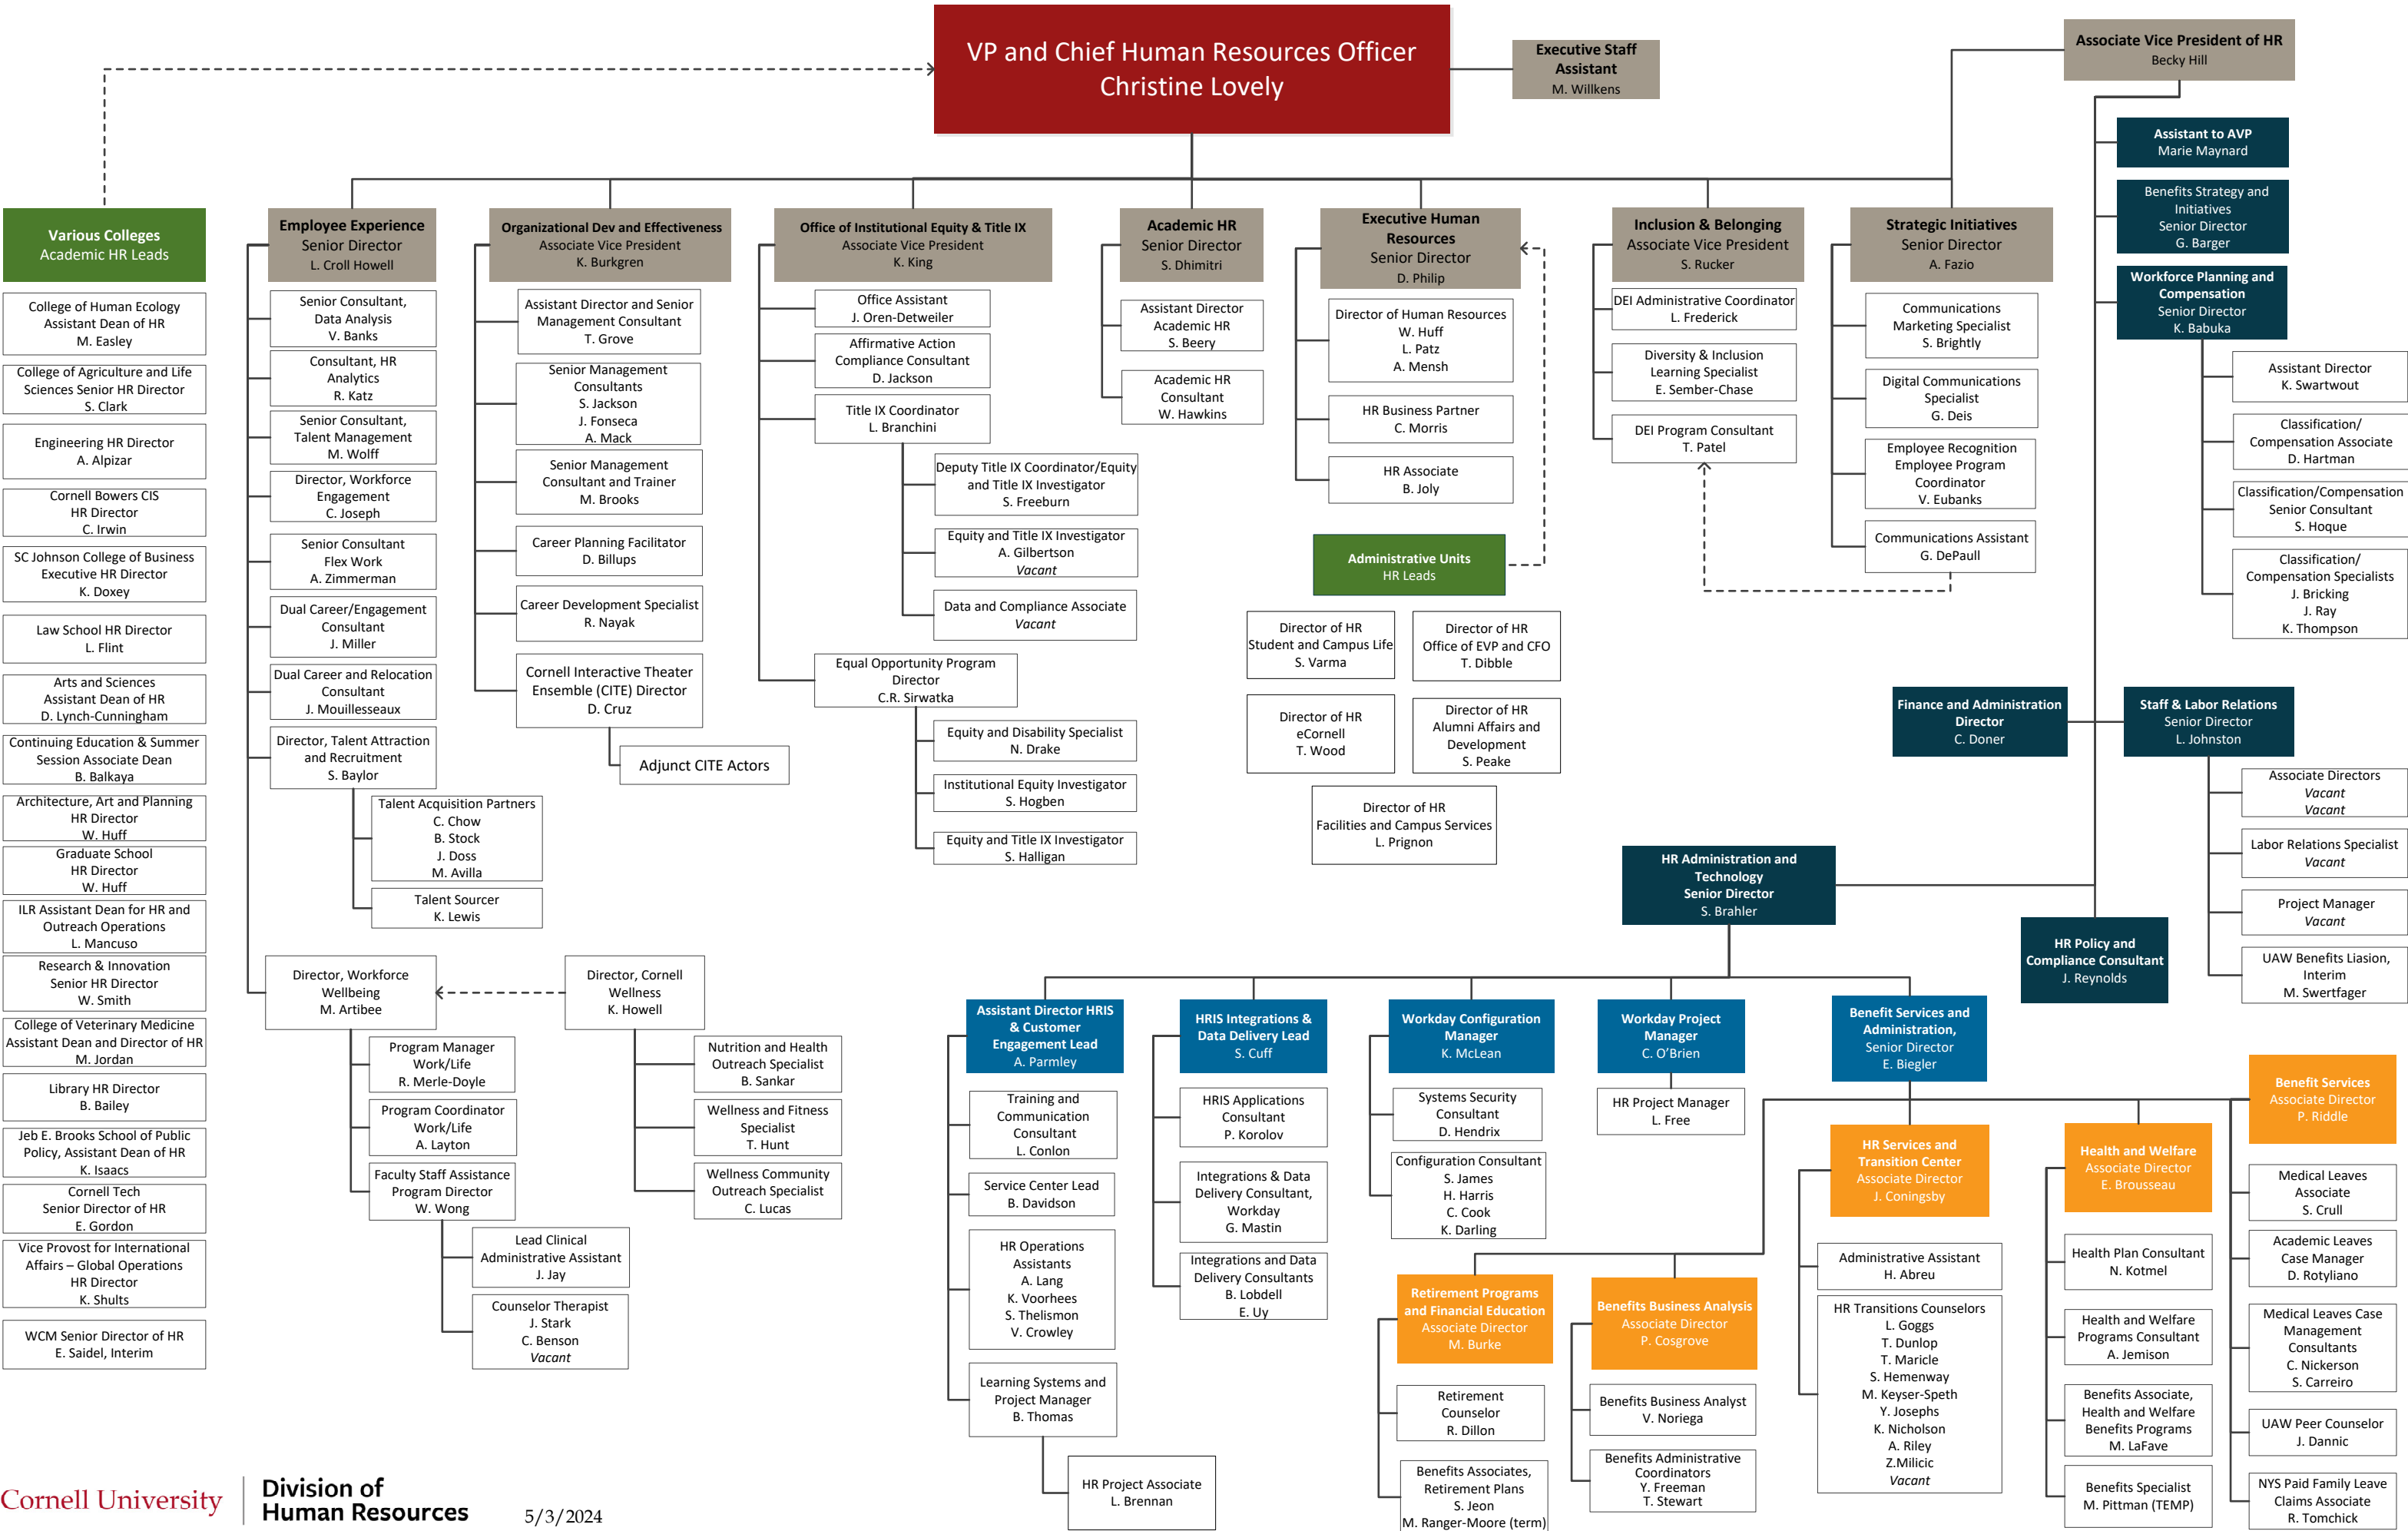 VP and Chief Human Resources Officer
Christine Lovely
Executive Staff
Assistant
M. Willkens
Associate Vice President of HR
Becky Hill
Assistant to AVP
Marie Maynard
Benefits Strategy and
Initiatives
Senior Director
G. Barger
Workforce Planning and
Compensation
Senior Director
K. Babuka
Assistant Director
K. Swartwout
Classification/
Compensation Associate
D. Hartman
Classification/Compensation
Senior Consultant
S. Hoque
Classification/
Compensation Specialists
J. Bricking
J. Ray
K. Thompson
Various Colleges
Academic HR Leads
College of Human Ecology
Assistant Dean of HR
M. Easley
College of Agriculture and Life
Sciences Senior HR Director
S. Clark
Engineering HR Director
A. Alpizar
Cornell Bowers CIS
HR Director
C. Irwin
SC Johnson College of Business
Executive HR Director
K. Doxey
Law School HR Director
L. Flint
Arts and Sciences
Assistant Dean of HR
D. Lynch-Cunningham
Continuing Education & Summer
Session Associate Dean
B. Balkaya
Architecture, Art and Planning
HR Director
W. Huff
Graduate School
HR Director
W. Huff
ILR Assistant Dean for HR and
Outreach Operations
L. Mancuso
Research & Innovation
Senior HR Director
W. Smith
College of Veterinary Medicine
Assistant Dean and Director of HR
M. Jordan
Library HR Director
B. Bailey
Jeb E. Brooks School of Public
Policy, Assistant Dean of HR
K. Isaacs
Cornell Tech
Senior Director of HR
E. Gordon
Vice Provost for International
Affairs – Global Operations
HR Director
K. Shults
WCM Senior Director of HR
E. Saidel, Interim
Employee Experience
Senior Director
L. Croll Howell
Senior Consultant,
Data Analysis
V. Banks
Consultant, HR
Analytics
R. Katz
Senior Consultant,
Talent Management
M. Wolff
Director, Workforce
Engagement
C. Joseph
Senior Consultant
Flex Work
A. Zimmerman
Dual Career/Engagement
Consultant
J. Miller
Dual Career and Relocation
Consultant
J. Mouillesseaux
Director, Talent Attraction
and Recruitment
S. Baylor
Talent Acquisition Partners
C. Chow
B. Stock
J. Doss
M. Avilla
Talent Sourcer
K. Lewis
Director, Workforce
Wellbeing
M. Artibee
Program Manager
Work/Life
R. Merle-Doyle
Program Coordinator
Work/Life
A. Layton
Faculty Staff Assistance
Program Director
W. Wong
Lead Clinical
Administrative Assistant
J. Jay
Counselor Therapist
J. Stark
C. Benson
Vacant
Director, Cornell
Wellness
K. Howell
Nutrition and Health
Outreach Specialist
B. Sankar
Wellness and Fitness
Specialist
T. Hunt
Wellness Community
Outreach Specialist
C. Lucas
Organizational Dev and Effectiveness
Associate Vice President
K. Burkgren
Assistant Director and Senior
Management Consultant
T. Grove
Senior Management
Consultants
S. Jackson
J. Fonseca
A. Mack
Senior Management
Consultant and Trainer
M. Brooks
Career Planning Facilitator
D. Billups
Career Development Specialist
R. Nayak
Cornell Interactive Theater
Ensemble (CITE) Director
D. Cruz
Adjunct CITE Actors
Office of Institutional Equity & Title IX
Associate Vice President
K. King
Office Assistant
J. Oren-Detweiler
Affirmative Action
Compliance Consultant
D. Jackson
Title IX Coordinator
L. Branchini
Deputy Title IX Coordinator/Equity
and Title IX Investigator
S. Freeburn
Equity and Title IX Investigator
A. Gilbertson
Vacant
Data and Compliance Associate
Vacant
Equal Opportunity Program
Director
C.R. Sirwatka
Equity and Disability Specialist
N. Drake
Institutional Equity Investigator
S. Hogben
Equity and Title IX Investigator
S. Halligan
Academic HR
Senior Director
S. Dhimitri
Assistant Director
Academic HR
S. Beery
Academic HR
Consultant
W. Hawkins
Executive Human
Resources
Senior Director
D. Philip
Director of Human Resources
W. Huff
L. Patz
A. Mensh
HR Business Partner
C. Morris
HR Associate
B. Joly
Administrative Units
HR Leads
Director of HR
Student and Campus Life
S. Varma
Director of HR
Office of EVP and CFO
T. Dibble
Director of HR
eCornell
T. Wood
Director of HR
Alumni Affairs and
Development
S. Peake
Director of HR
Facilities and Campus Services
L. Prignon
Inclusion & Belonging
Associate Vice President
S. Rucker
DEI Administrative Coordinator
L. Frederick
Diversity & Inclusion
Learning Specialist
E. Sember-Chase
DEI Program Consultant
T. Patel
Strategic Initiatives
Senior Director
A. Fazio
Communications
Marketing Specialist
S. Brightly
Digital Communications
Specialist
G. Deis
Employee Recognition
Employee Program
Coordinator
V. Eubanks
Communications Assistant
G. DePaull
Finance and Administration
Director
C. Doner
Staff & Labor Relations
Senior Director
L. Johnston
Associate Directors
Vacant
Vacant
Labor Relations Specialist
Vacant
Project Manager
Vacant
UAW Benefits Liasion,
Interim
M. Swertfager
HR Administration and
Technology
Senior Director
S. Brahler
HR Policy and
Compliance Consultant
J. Reynolds
Assistant Director HRIS
& Customer
Engagement Lead
A. Parmley
Training and
Communication
Consultant
L. Conlon
Service Center Lead
B. Davidson
HR Operations
Assistants
A. Lang
K. Voorhees
S. Thelismon
V. Crowley
Learning Systems and
Project Manager
B. Thomas
HR Project Associate
L. Brennan
HRIS Integrations &
Data Delivery Lead
S. Cuff
HRIS Applications
Consultant
P. Korolov
Integrations & Data
Delivery Consultant,
Workday
G. Mastin
Integrations and Data
Delivery Consultants
B. Lobdell
E. Uy
Workday Configuration
Manager
K. McLean
Systems Security
Consultant
D. Hendrix
Configuration Consultant
S. James
H. Harris
C. Cook
K. Darling
Workday Project
Manager
C. O’Brien
HR Project Manager
L. Free
Benefit Services and
Administration,
Senior Director
E. Biegler
Retirement Programs
and Financial Education
Associate Director
M. Burke
Retirement
Counselor
R. Dillon
Benefits Associates,
Retirement Plans
S. Jeon
M. Ranger-Moore (term)
Benefits Business Analysis
Associate Director
P. Cosgrove
Benefits Business Analyst
V. Noriega
Benefits Administrative
Coordinators
Y. Freeman
T. Stewart
HR Services and
Transition Center
Associate Director
J. Coningsby
Administrative Assistant
H. Abreu
HR Transitions Counselors
L. Goggs
T. Dunlop
T. Maricle
S. Hemenway
M. Keyser-Speth
Y. Josephs
K. Nicholson
A. Riley
Z.Milicic
Vacant
Health and Welfare
Associate Director
E. Brousseau
Health Plan Consultant
N. Kotmel
Health and Welfare
Programs Consultant
A. Jemison
Benefits Associate,
Health and Welfare
Benefits Programs
M. LaFave
Benefits Specialist
M. Pittman (TEMP)
Benefit Services
Associate Director
P. Riddle
Medical Leaves
Associate
S. Crull
Academic Leaves
Case Manager
D. Rotyliano
Medical Leaves Case
Management
Consultants
C. Nickerson
S. Carreiro
UAW Peer Counselor
J. Dannic
NYS Paid Family Leave
Claims Associate
R. Tomchick
Cornell University
Division of
Human Resources
5/3/2024